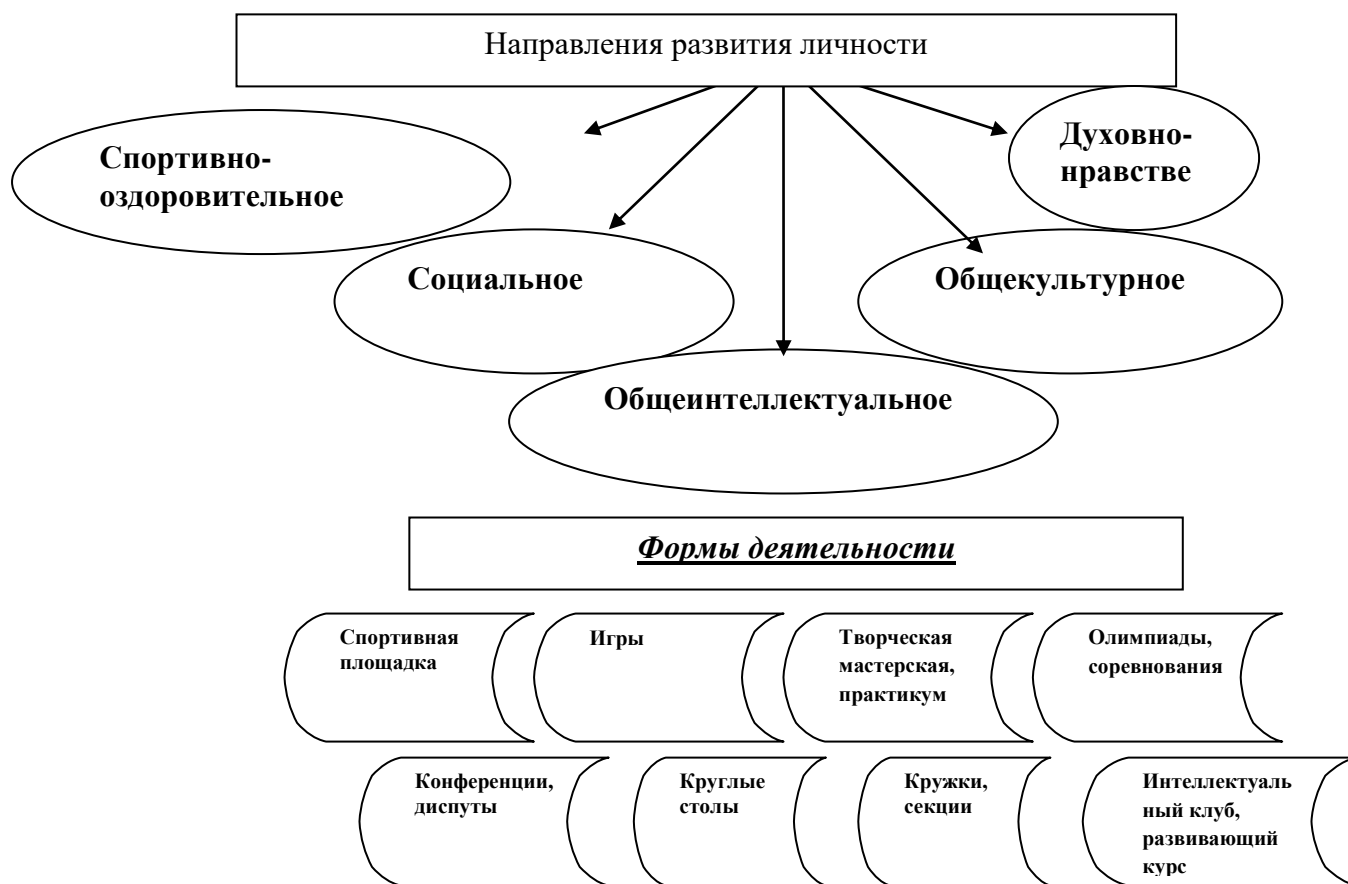 Направления развития личности
Спортивно-
оздоровительное
Духовно-
нравстве
Социальное
Общекультурное
Общеинтеллектуальное
Формы деятельности
Спортивная
площадка
Игры
Творческая
мастерская,
практикум
Олимпиады,
соревнования
Конференции,
диспуты
Круглые
столы
Кружки,
секции
Интеллектуаль
ный клуб,
развивающий
курс